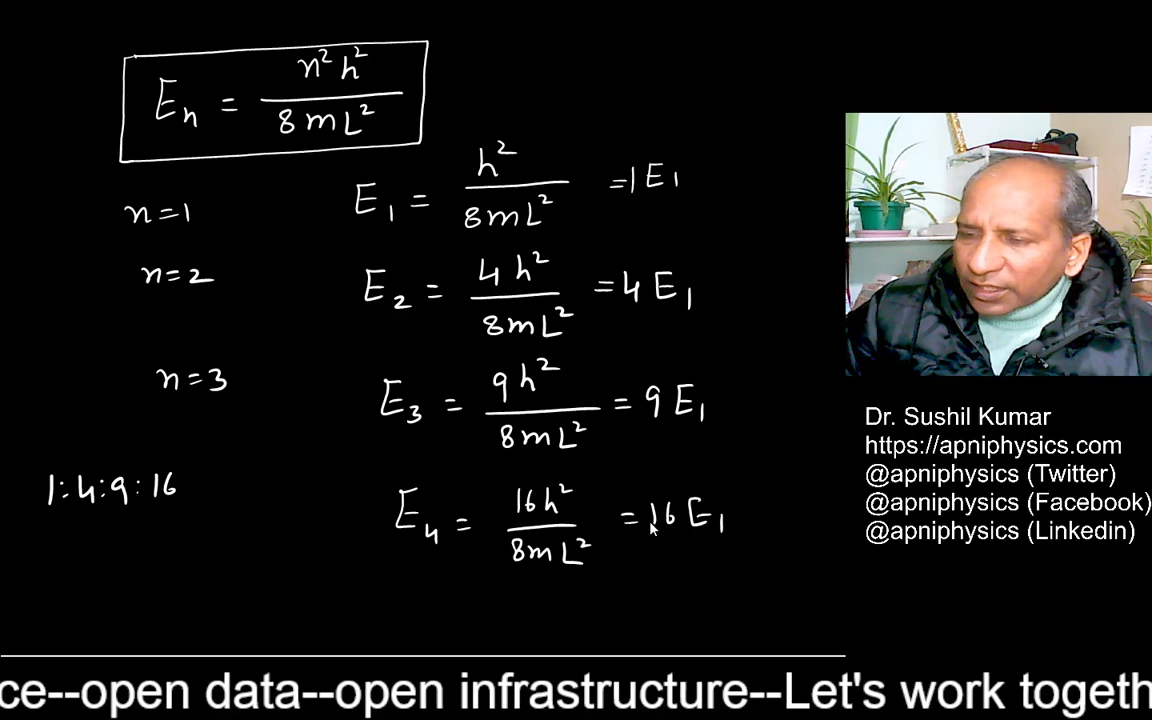 Eₙ = n²h² / 8mL²
n=1 E₁ = h² / 8mL² =1E₁
n=2 E₂ = 4h² / 8mL² =4E₁
n=3 E₃ = 9h² / 8mL² = 9E₁
1:4:9:16 E₄ = 16h² / 8mL² =16E₁
Dr. Sushil Kumar
https://apniphysics.com
@apniphysics (Twitter)
@apniphysics (Facebook)
@apniphysics (Linkedin)
ce--open data--open infrastructure--Let's work togeth